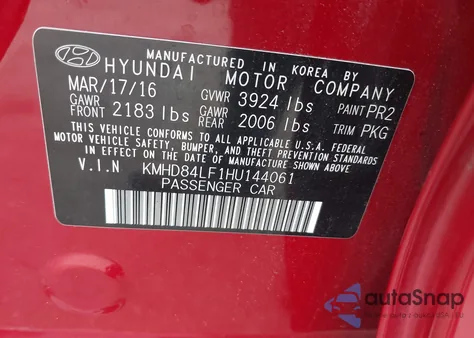 MANUFACTURED IN KOREA BY
HYUNDAI MOTOR COMPANY
MAR/17/16 GVWR 3924 lbs PAINT PR2
GAWR FRONT 2183 lbs GAWR REAR 2006 lbs TRIM PKG
THIS VEHICLE CONFORMS TO ALL APPLICABLE U.S.A. FEDERAL
MOTOR VEHICLE SAFETY, BUMPER, AND THEFT PREVENTION STANDARDS
IN EFFECT ON THE DATE OF MANUFACTURE SHOWN ABOVE.
V.I.N KMHD84LF1HU144061
PASSENGER CAR
autoSnap